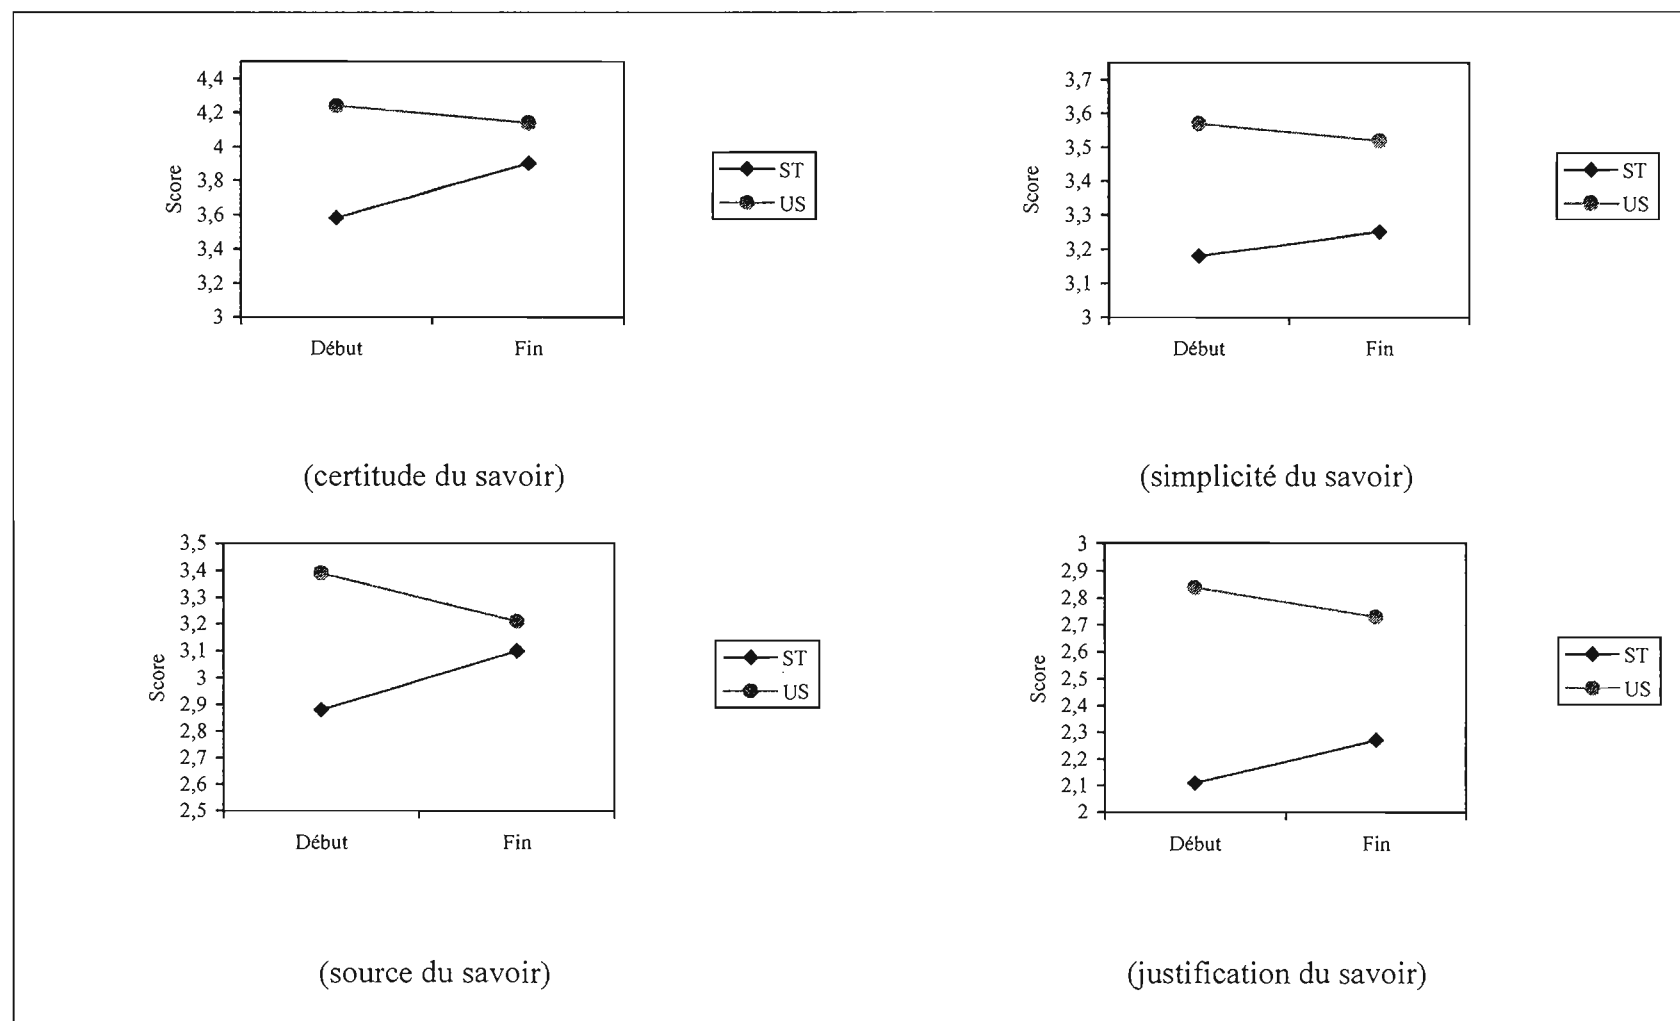 4,4
4,2
4
3,8
3,6
3,4
3,2
3
Score
Début
Fin
ST
US
(certitude du savoir)
3,7
3,6
3,5
3,4
3,3
3,2
3,1
3
Score
Début
Fin
ST
US
(simplicité du savoir)
3,5
3,4
3,3
3,2
3,1
3
2,9
2,8
2,7
2,6
2,5
Score
Début
Fin
ST
US
(source du savoir)
3
2,9
2,8
2,7
2,6
2,5
2,4
2,3
2,2
2,1
2
Score
Début
Fin
ST
US
(justification du savoir)